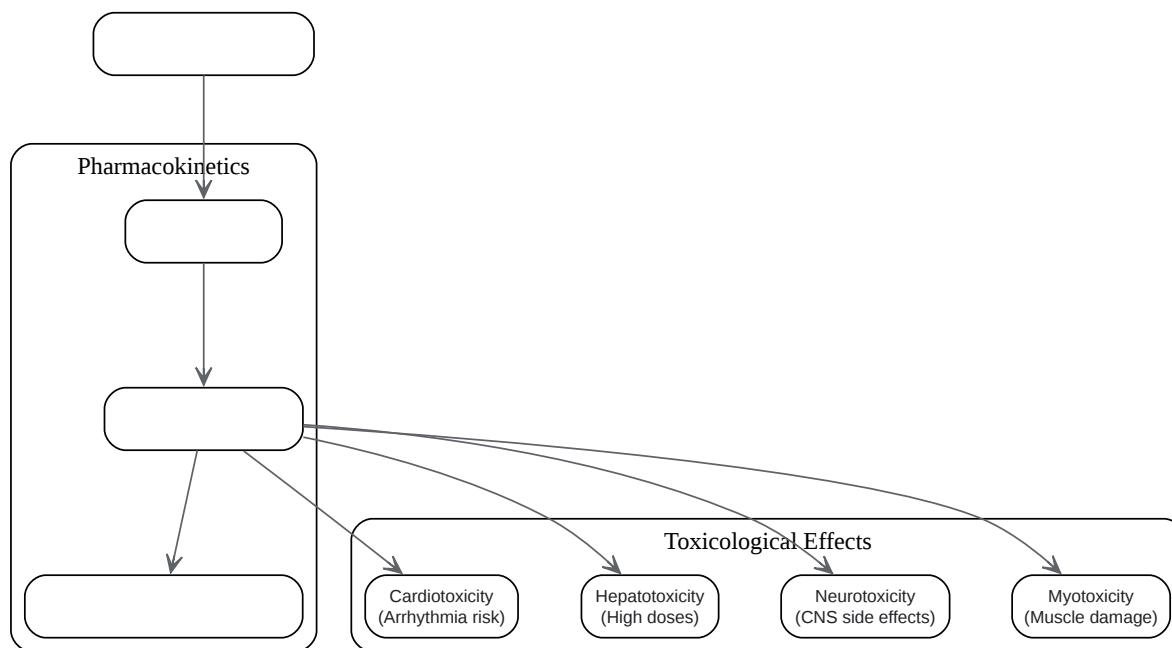 Pharmacokinetics
Toxicological Effects
Cardiotoxicity
(Arrhythmia risk)
Hepatotoxicity
(High doses)
Neurotoxicity
(CNS side effects)
Myotoxicity
(Muscle damage)